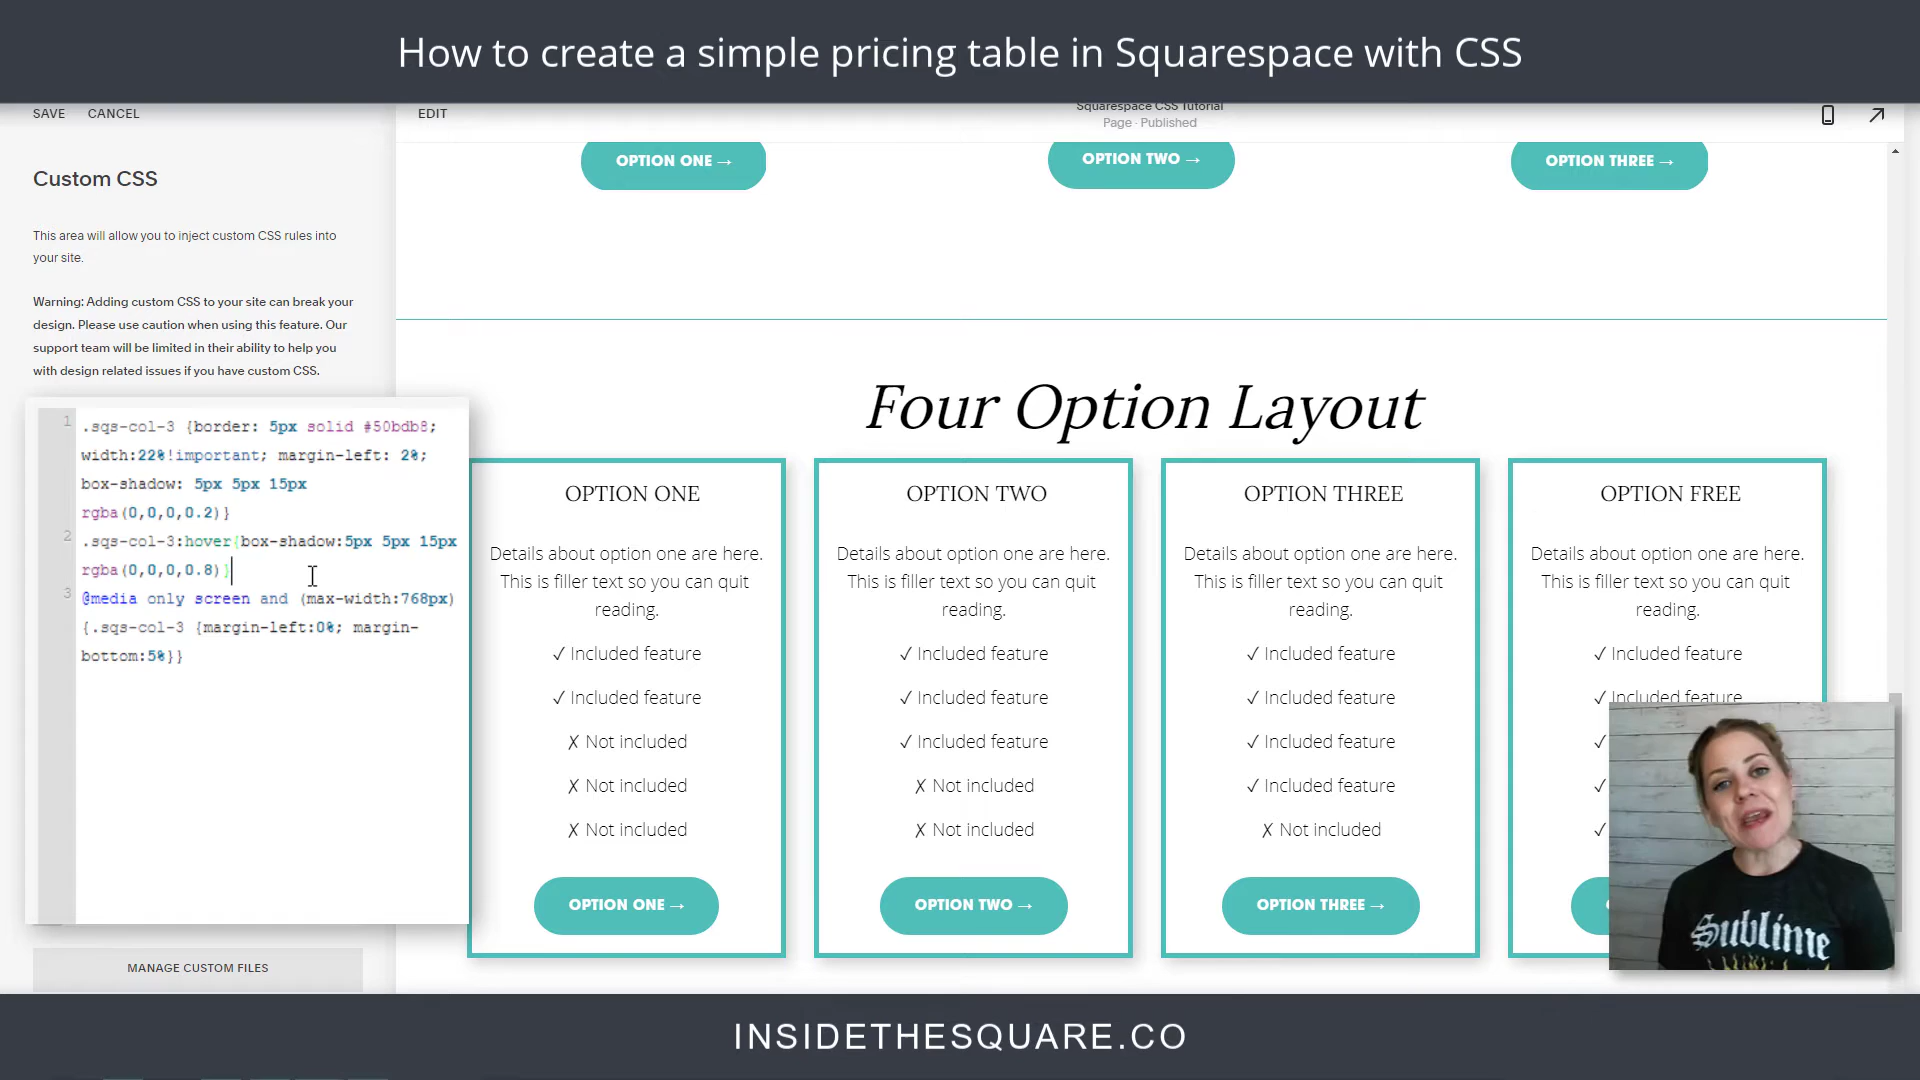 How to create a simple pricing table in Squarespace with CSS
SAVE CANCEL
EDIT
Squarespace CSS Tutorial
Page · Published
Custom CSS
This area will allow you to inject custom CSS rules into
your site.
Warning: Adding custom CSS to your site can break your
design. Please use caution when using this feature. Our
support team will be limited in their ability to help you
with design related issues if you have custom CSS.
1 .sqs-col-3 {border: 5px solid #50bdb8;
width:22%!important; margin-left: 2%;
box-shadow: 5px 5px 15px
rgba(0,0,0,0.2)}
2 .sqs-col-3:hover{box-shadow:5px 5px 15px
rgba(0,0,0,0.8)}
3 @media only screen and (max-width:768px)
{.sqs-col-3 {margin-left:0%; margin-
bottom:5%}}
MANAGE CUSTOM FILES
OPTION ONE →
OPTION TWO →
OPTION THREE →
Four Option Layout
OPTION ONE
Details about option one are here.
This is filler text so you can quit
reading.
✓ Included feature
✓ Included feature
✗ Not included
✗ Not included
✗ Not included
OPTION ONE →
OPTION TWO
Details about option one are here.
This is filler text so you can quit
reading.
✓ Included feature
✓ Included feature
✓ Included feature
✗ Not included
✗ Not included
OPTION TWO →
OPTION THREE
Details about option one are here.
This is filler text so you can quit
reading.
✓ Included feature
✓ Included feature
✓ Included feature
✓ Included feature
✗ Not included
OPTION THREE →
OPTION FREE
Details about option one are here.
This is filler text so you can quit
reading.
✓ Included feature
✓ Included feature
✓
✓
✓
Sublime
INSIDETHESQUARE.CO